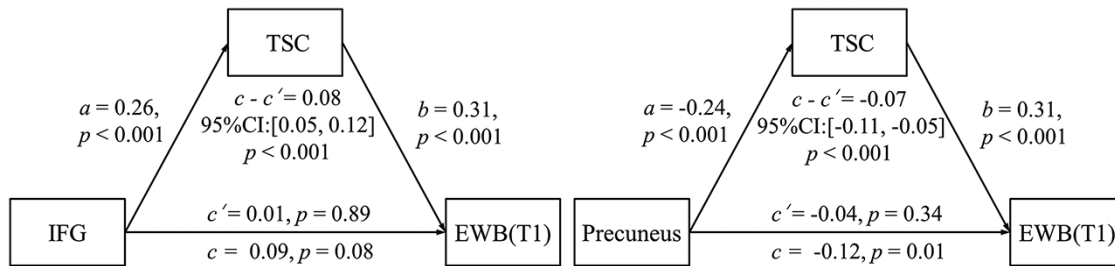 TSC
a = 0.26,
p < 0.001
c - c′= 0.08
95%CI:[0.05, 0.12]
p < 0.001
b = 0.31,
p < 0.001
IFG
c′= 0.01, p = 0.89
c = 0.09, p = 0.08
EWB(T1)
TSC
a = -0.24,
p < 0.001
c - c′= -0.07
95%CI:[-0.11, -0.05]
p < 0.001
b = 0.31,
p < 0.001
Precuneus
c′= -0.04, p = 0.34
c = -0.12, p = 0.01
EWB(T1)